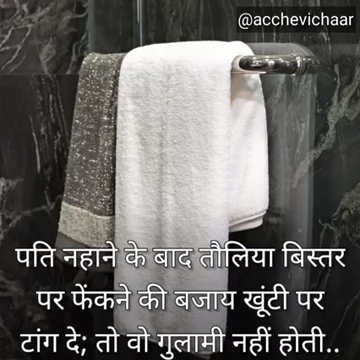 @acchevichaar
पति नहाने के बाद तौलिया बिस्तर
पर फेंकने की बजाय खूंटी पर
टांग दे; तो वो गुलामी नहीं होती..